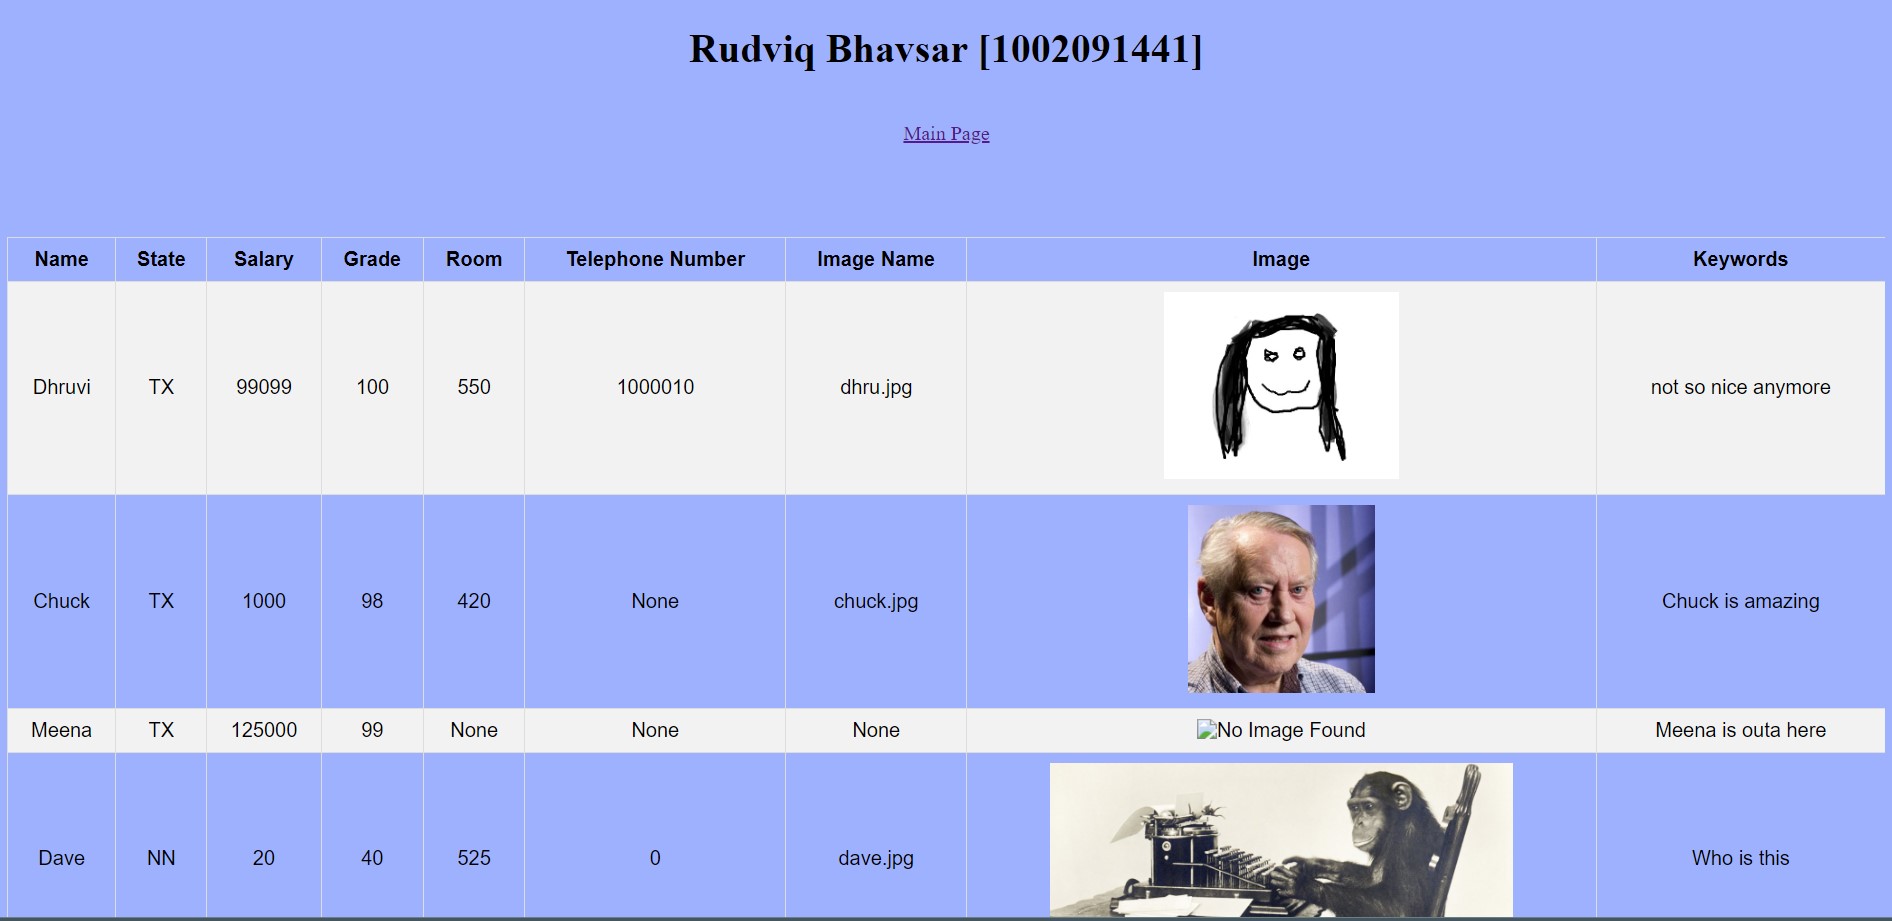 Rudviq Bhavsar [1002091441]
Main Page
Name State Salary Grade Room Telephone Number Image Name Image Keywords
Dhruvi TX 99099 100 550 1000010 dhru.jpg not so nice anymore
Chuck TX 1000 98 420 None chuck.jpg Chuck is amazing
Meena TX 125000 99 None None None No Image Found Meena is outa here
Dave NN 20 40 525 0 dave.jpg Who is this